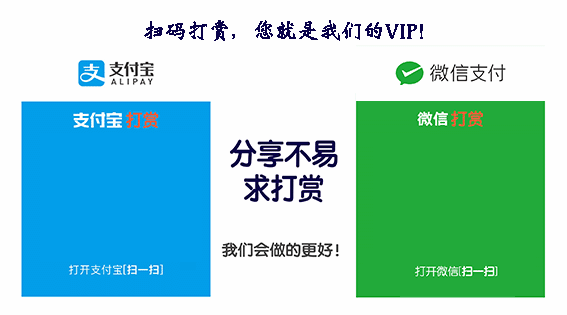 扫码打赏，您就是我们的VIP!
支付宝
ALIPAY
微信支付
支付宝 打赏
微信 打赏
分享不易
求打赏
我们会做的更好!
打开支付宝[扫一扫]
打开微信[扫一扫]